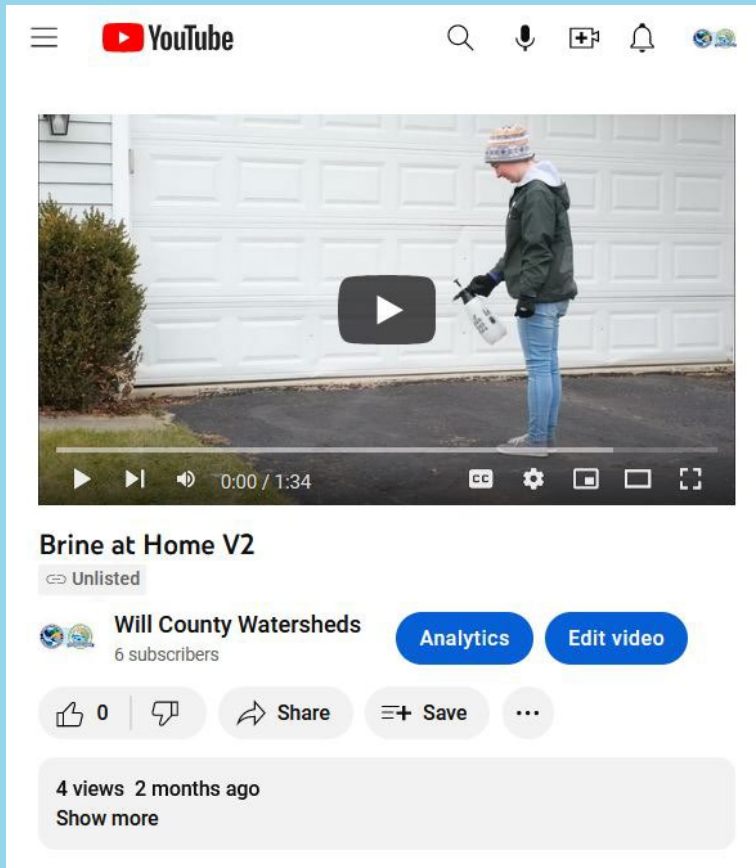 YouTube
0:00 / 1:34
CC
Brine at Home V2
Unlisted
Will County Watersheds
6 subscribers
Analytics
Edit video
0
Share
Save
4 views 2 months ago
Show more